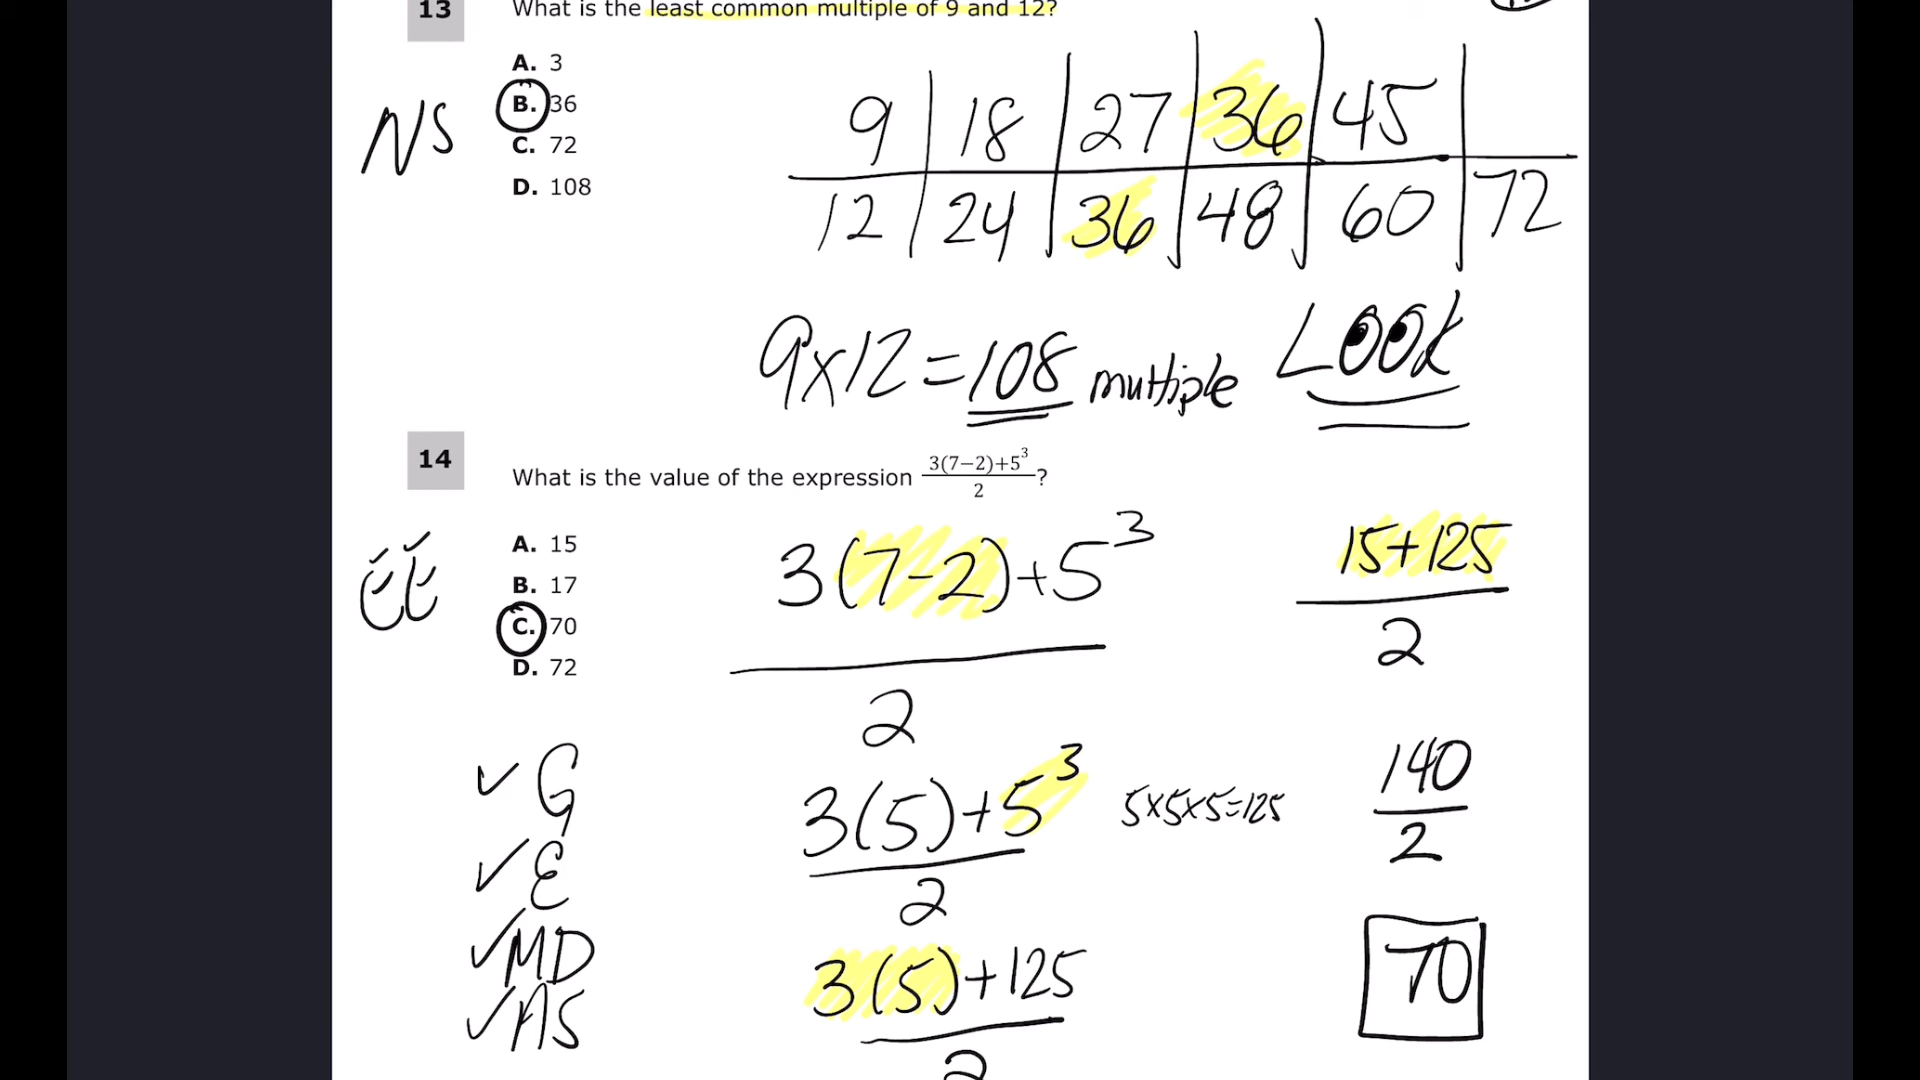 13 What is the least common multiple of 9 and 12?
A. 3
B. 36
C. 72
D. 108
NS
9 18 27 36 45
12 24 36 48 60 72
9x12=108 multiple LOOK
14 What is the value of the expression 3(7−2)+5³/2?
A. 15
B. 17
C. 70
D. 72
EE
3(7-2)+5³
2
15+125
2
✓ G
✓ E
✓ MD
✓ AS
3(5)+5³
2
5x5x5=125
3(5)+125
2
140
2
70